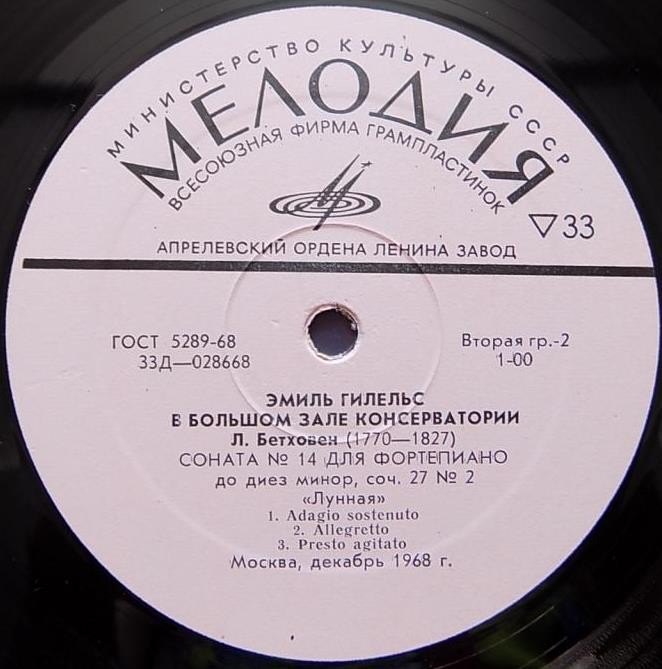 МИНИСТЕРСТВО КУЛЬТУРЫ СССР
МЕЛОДИЯ
ВСЕСОЮЗНАЯ ФИРМА ГРАМПЛАСТИНОК
▽33
АПРЕЛЕВСКИЙ ОРДЕНА ЛЕНИНА ЗАВОД
ГОСТ 5289-68 Вторая гр.-2
33Д—028668 1-00
ЭМИЛЬ ГИЛЕЛЬС
В БОЛЬШОМ ЗАЛЕ КОНСЕРВАТОРИИ
Л. Бетховен (1770—1827)
СОНАТА № 14 ДЛЯ ФОРТЕПИАНО
до диез минор, соч. 27 № 2
«Лунная»
1. Adagio sostenuto
2. Allegretto
3. Presto agitato
Москва, декабрь 1968 г.